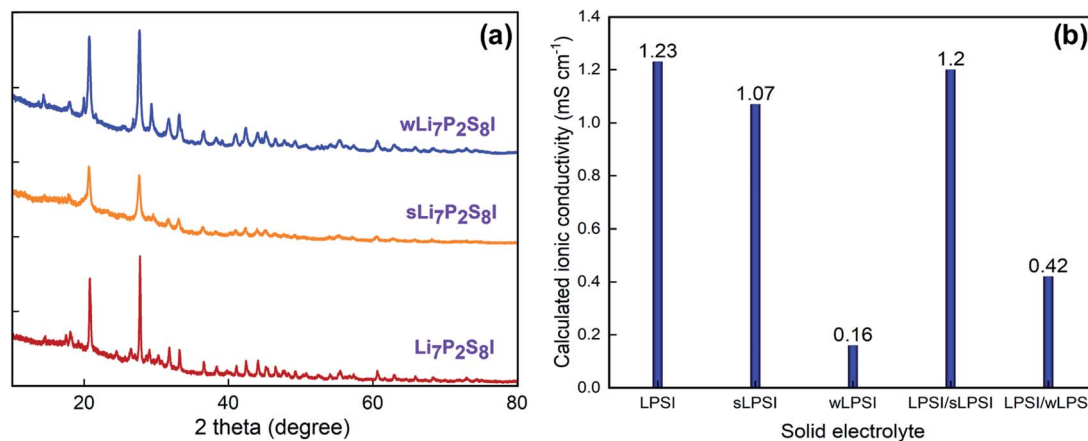 (a)
wLi7P2S8I
sLi7P2S8I
Li7P2S8I
20 40 60 80
2 theta (degree)
(b)
Calculated ionic conductivity (mS cm⁻¹)
1.4
1.2
1.0
0.8
0.6
0.4
0.2
0.0
1.23
1.07
0.16
1.2
0.42
LPSI sLPSI wLPSI LPSI/sLPSI LPSI/wLPS
Solid electrolyte